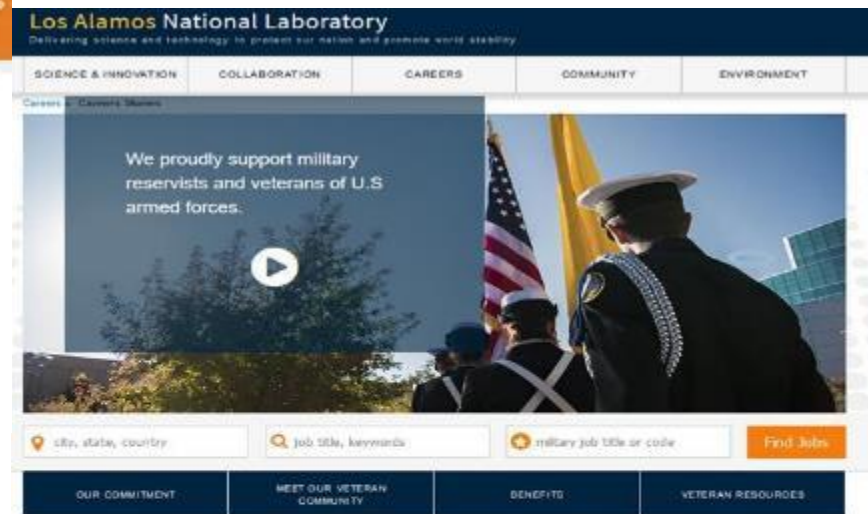 Los Alamos National Laboratory
Delivering science and technology to protect our nation and promote world stability
SCIENCE & INNOVATION COLLABORATION CAREERS COMMUNITY ENVIRONMENT
Careers
We proudly support military
reservists and veterans of U.S
armed forces.
city, state, country job title, keywords military job title or code Find Jobs
OUR COMMITMENT MEET OUR VETERAN COMMUNITY BENEFITS VETERAN RESOURCES